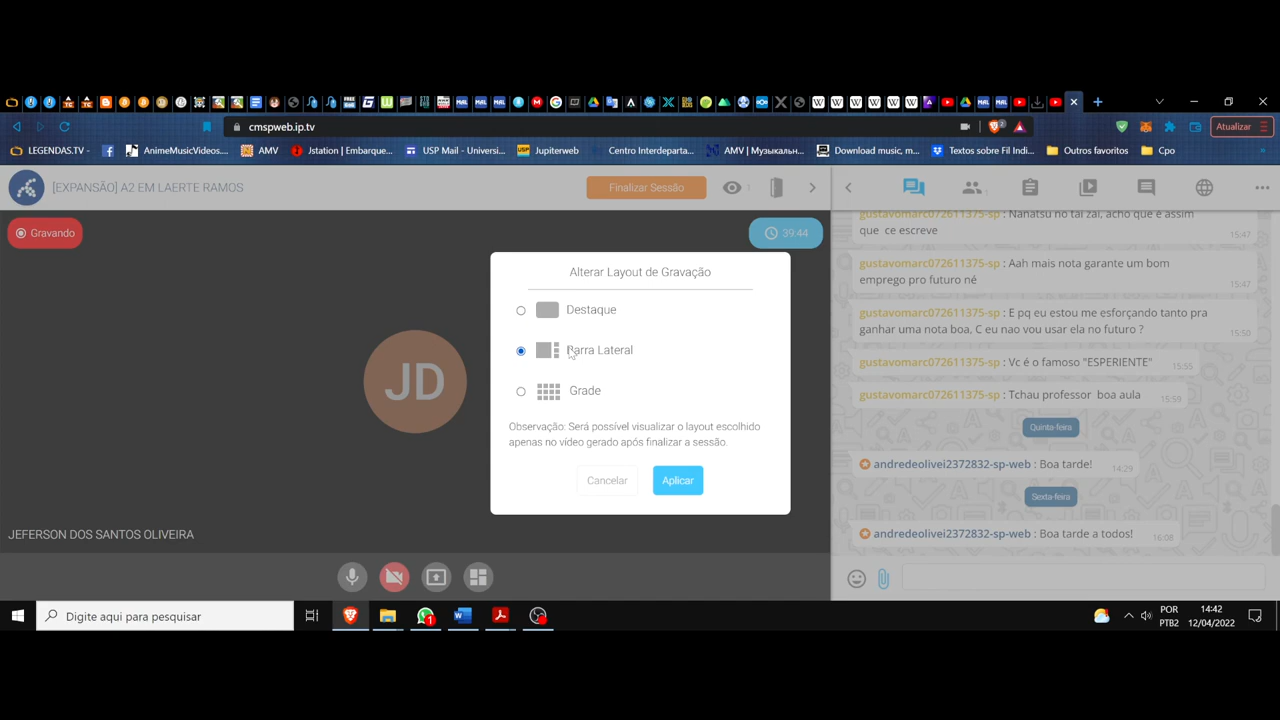 cmspweb.ip.tv
Atualizar
LEGENDAS.TV
AnimeMusicVideos...
AMV
Jstation | Embarque...
USP Mail - Universi...
Jupiterweb
Centro Interdeparta...
AMV | Музыкальн...
Download music, m...
Textos sobre Fil Indi...
Outros favoritos
Cpo
[EXPANSÃO] A2 EM LAERTE RAMOS
Finalizar Sessão
1
1
Gravando
39:44
Alterar Layout de Gravação
Destaque
Barra Lateral
Grade
Observação: Será possível visualizar o layout escolhido
apenas no vídeo gerado após finalizar a sessão.
Cancelar
Aplicar
JD
JEFERSON DOS SANTOS OLIVEIRA
gustavomarc072611375-sp : Nanatsu no tai zai, acho que é assim
que ce escreve
15:47
gustavomarc072611375-sp : Aah mais nota garante um bom
emprego pro futuro né
15:47
gustavomarc072611375-sp : E pq eu estou me esforçando tanto pra
ganhar uma nota boa, C eu nao vou usar ela no futuro ?
15:50
gustavomarc072611375-sp : Vc é o famoso "ESPERIENTE"
15:55
gustavomarc072611375-sp : Tchau professor boa aula
15:59
Quinta-feira
andredeolivei2372832-sp-web : Boa tarde!
14:29
Sexta-feira
andredeolivei2372832-sp-web : Boa tarde a todos!
16:08
Digite aqui para pesquisar
1
POR
PTB2
14:42
12/04/2022